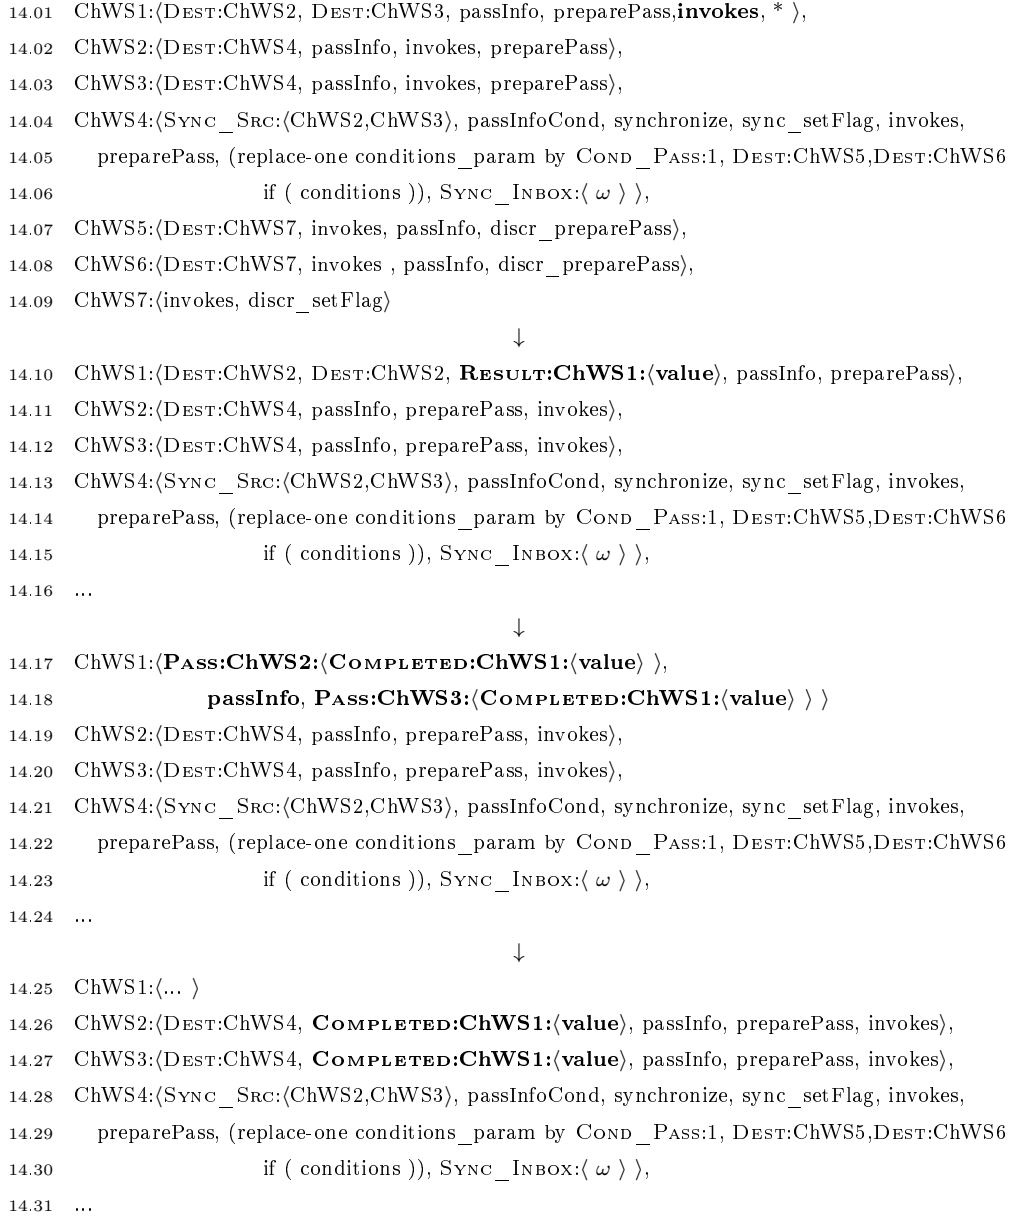 14.01 ChWS1:⟨DEST:ChWS2, DEST:ChWS3, passInfo, preparePass,invokes, * ⟩,
14.02 ChWS2:⟨DEST:ChWS4, passInfo, invokes, preparePass⟩,
14.03 ChWS3:⟨DEST:ChWS4, passInfo, invokes, preparePass⟩,
14.04 ChWS4:⟨SYNC_SRC:⟨ChWS2,ChWS3⟩, passInfoCond, synchronize, sync_setFlag, invokes,
14.05 preparePass, (replace-one conditions_param by COND_PASS:1, DEST:ChWS5,DEST:ChWS6
14.06 if ( conditions )), SYNC_INBOX:⟨ ω ⟩ ⟩,
14.07 ChWS5:⟨DEST:ChWS7, invokes, passInfo, discr_preparePass⟩,
14.08 ChWS6:⟨DEST:ChWS7, invokes , passInfo, discr_preparePass⟩,
14.09 ChWS7:⟨invokes, discr_setFlag⟩
↓
14.10 ChWS1:⟨DEST:ChWS2, DEST:ChWS2, RESULT:ChWS1:⟨value⟩, passInfo, preparePass⟩,
14.11 ChWS2:⟨DEST:ChWS4, passInfo, preparePass, invokes⟩,
14.12 ChWS3:⟨DEST:ChWS4, passInfo, preparePass, invokes⟩,
14.13 ChWS4:⟨SYNC_SRC:⟨ChWS2,ChWS3⟩, passInfoCond, synchronize, sync_setFlag, invokes,
14.14 preparePass, (replace-one conditions_param by COND_PASS:1, DEST:ChWS5,DEST:ChWS6
14.15 if ( conditions )), SYNC_INBOX:⟨ ω ⟩ ⟩,
14.16 ...
↓
14.17 ChWS1:⟨PASS:ChWS2:⟨COMPLETED:ChWS1:⟨value⟩ ⟩,
14.18 passInfo, PASS:ChWS3:⟨COMPLETED:ChWS1:⟨value⟩ ⟩ ⟩
14.19 ChWS2:⟨DEST:ChWS4, passInfo, preparePass, invokes⟩,
14.20 ChWS3:⟨DEST:ChWS4, passInfo, preparePass, invokes⟩,
14.21 ChWS4:⟨SYNC_SRC:⟨ChWS2,ChWS3⟩, passInfoCond, synchronize, sync_setFlag, invokes,
14.22 preparePass, (replace-one conditions_param by COND_PASS:1, DEST:ChWS5,DEST:ChWS6
14.23 if ( conditions )), SYNC_INBOX:⟨ ω ⟩ ⟩,
14.24 ...
↓
14.25 ChWS1:⟨... ⟩
14.26 ChWS2:⟨DEST:ChWS4, COMPLETED:ChWS1:⟨value⟩, passInfo, preparePass, invokes⟩,
14.27 ChWS3:⟨DEST:ChWS4, COMPLETED:ChWS1:⟨value⟩, passInfo, preparePass, invokes⟩,
14.28 ChWS4:⟨SYNC_SRC:⟨ChWS2,ChWS3⟩, passInfoCond, synchronize, sync_setFlag, invokes,
14.29 preparePass, (replace-one conditions_param by COND_PASS:1, DEST:ChWS5,DEST:ChWS6
14.30 if ( conditions )), SYNC_INBOX:⟨ ω ⟩ ⟩,
14.31 ...